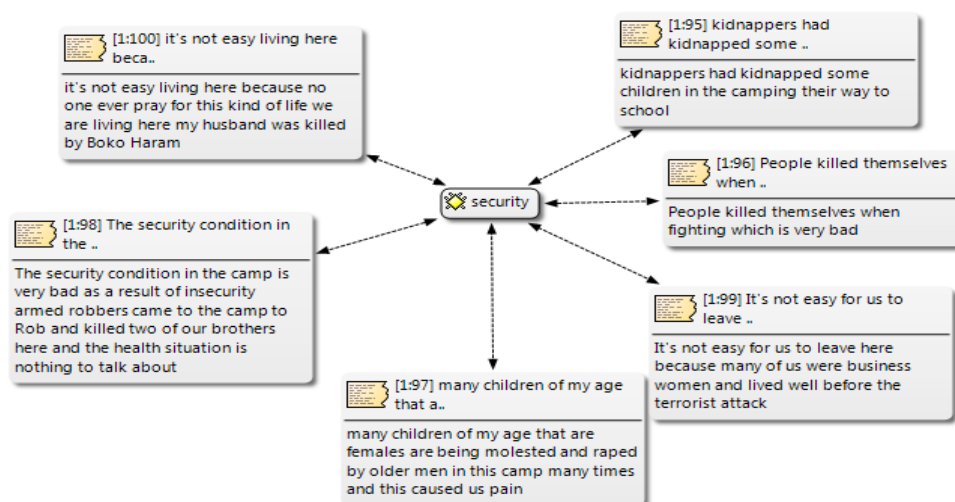 [1:100] it's not easy living here
beca..
it's not easy living here because no
one ever pray for this kind of life we
are living here my husband was killed
by Boko Haram
[1:95] kidnappers had
kidnapped some ..
kidnappers had kidnapped some
children in the camping their way to
school
[1:96] People killed themselves
when ..
People killed themselves when
fighting which is very bad
security
[1:98] The security condition in
the ..
The security condition in the camp is
very bad as a result of insecurity
armed robbers came to the camp to
Rob and killed two of our brothers
here and the health situation is
nothing to talk about
[1:99] It's not easy for us to
leave ..
It's not easy for us to leave here
because many of us were business
women and lived well before the
terrorist attack
[1:97] many children of my age
that a..
many children of my age that are
females are being molested and raped
by older men in this camp many times
and this caused us pain